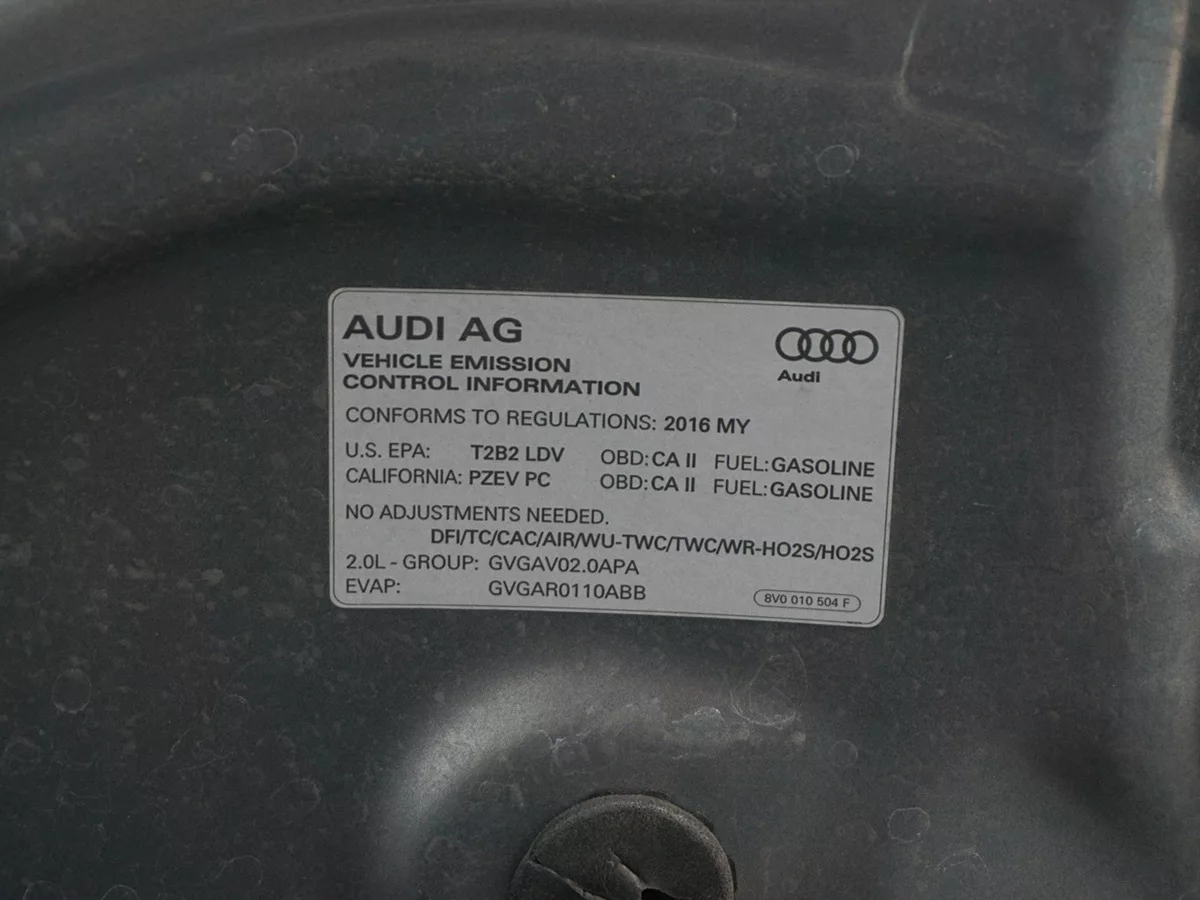 AUDI AG
Audi
VEHICLE EMISSION
CONTROL INFORMATION
CONFORMS TO REGULATIONS: 2016 MY
U.S. EPA: T2B2 LDV OBD: CA II FUEL: GASOLINE
CALIFORNIA: PZEV PC OBD: CA II FUEL: GASOLINE
NO ADJUSTMENTS NEEDED.
DFI/TC/CAC/AIR/WU-TWC/TWC/WR-HO2S/HO2S
2.0L - GROUP: GVGAV02.0APA
EVAP: GVGAR0110ABB
8V0 010 504 F